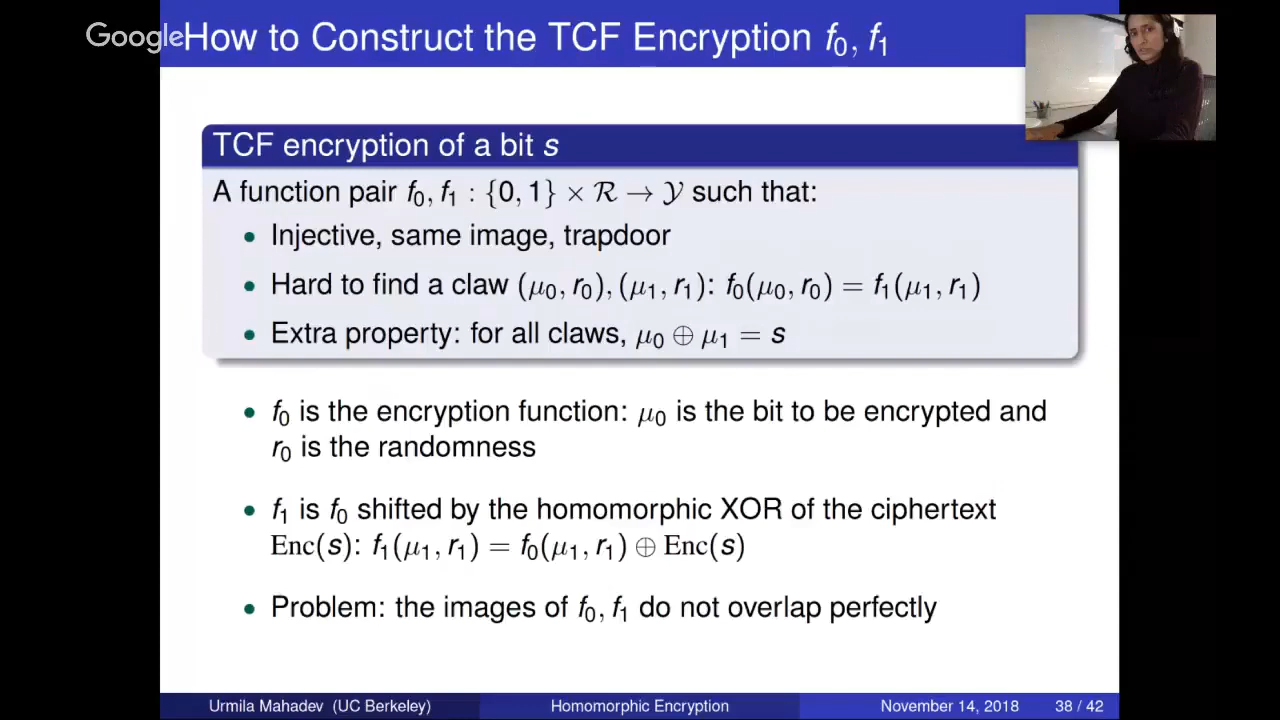 GoogleHow to Construct the TCF Encryption f₀, f₁
TCF encryption of a bit s
A function pair f₀, f₁ : {0, 1} × ℛ → 𝒴 such that:
• Injective, same image, trapdoor
• Hard to find a claw (μ₀, r₀), (μ₁, r₁): f₀(μ₀, r₀) = f₁(μ₁, r₁)
• Extra property: for all claws, μ₀ ⊕ μ₁ = s
• f₀ is the encryption function: μ₀ is the bit to be encrypted and
r₀ is the randomness
• f₁ is f₀ shifted by the homomorphic XOR of the ciphertext
Enc(s): f₁(μ₁, r₁) = f₀(μ₁, r₁) ⊕ Enc(s)
• Problem: the images of f₀, f₁ do not overlap perfectly
Urmila Mahadev (UC Berkeley) Homomorphic Encryption November 14, 2018 38 / 42